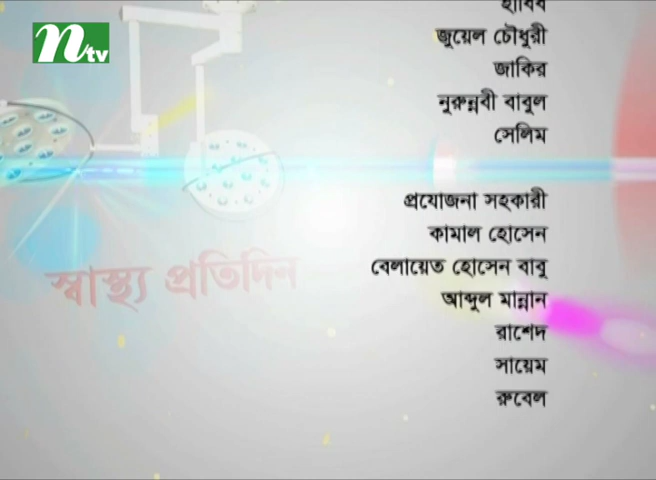 ntv
হাবিব
জুয়েল চৌধুরী
জাকির
নুরুন্নবী বাবুল
সেলিম
প্রযোজনা সহকারী
কামাল হোসেন
বেলায়েত হোসেন বাবু
আব্দুল মান্নান
রাশেদ
সায়েম
রুবেল
স্বাস্থ্য প্রতিদিন